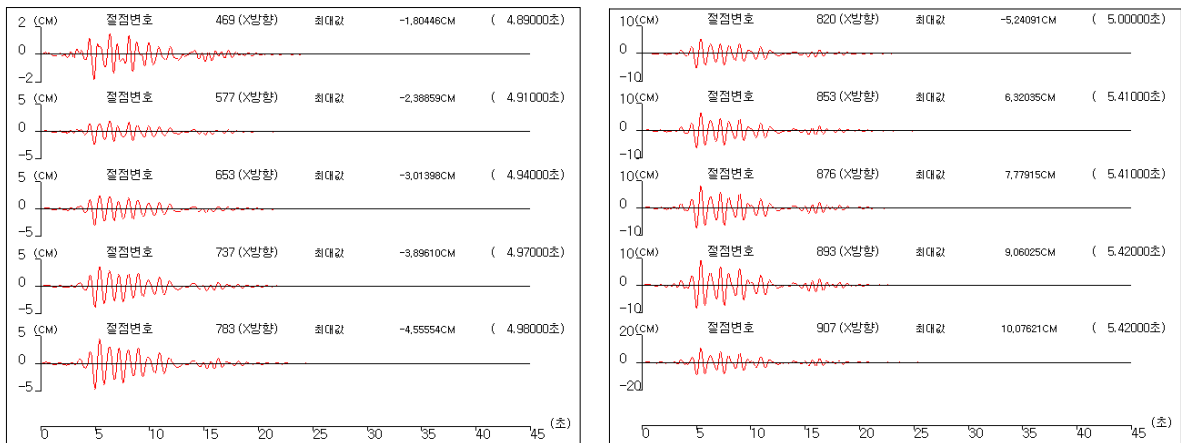 2 (CM) 절점번호 469 (X방향) 최대값 -1,80446CM ( 4.89000초)
0
-2
5 (CM) 절점번호 577 (X방향) 최대값 -2,38859CM ( 4.91000초)
0
-5
5 (CM) 절점번호 653 (X방향) 최대값 -3,01398CM ( 4.94000초)
0
-5
5 (CM) 절점번호 737 (X방향) 최대값 -3,89610CM ( 4.97000초)
0
-5
5 (CM) 절점번호 783 (X방향) 최대값 -4,55554CM ( 4.98000초)
0
-5
(초)
0 5 10 15 20 25 30 35 40 45
10(CM) 절점번호 820 (X방향) 최대값 -5,24091CM ( 5.00000초)
0
-10
10(CM) 절점번호 853 (X방향) 최대값 6,32035CM ( 5.41000초)
0
-10
10(CM) 절점번호 876 (X방향) 최대값 7,77915CM ( 5.41000초)
0
-10
10(CM) 절점번호 893 (X방향) 최대값 9,06025CM ( 5.42000초)
0
-10
20(CM) 절점번호 907 (X방향) 최대값 10,07621CM ( 5.42000초)
0
-20
(초)
0 5 10 15 20 25 30 35 40 45